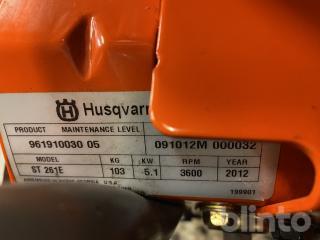 Husqvarn
PRODUCT MAINTENANCE LEVEL
961910030 05 091012M 000032
MODEL KG KW RPM YEAR
ST 261E 103 5.1 3600 2012
199901
olinto